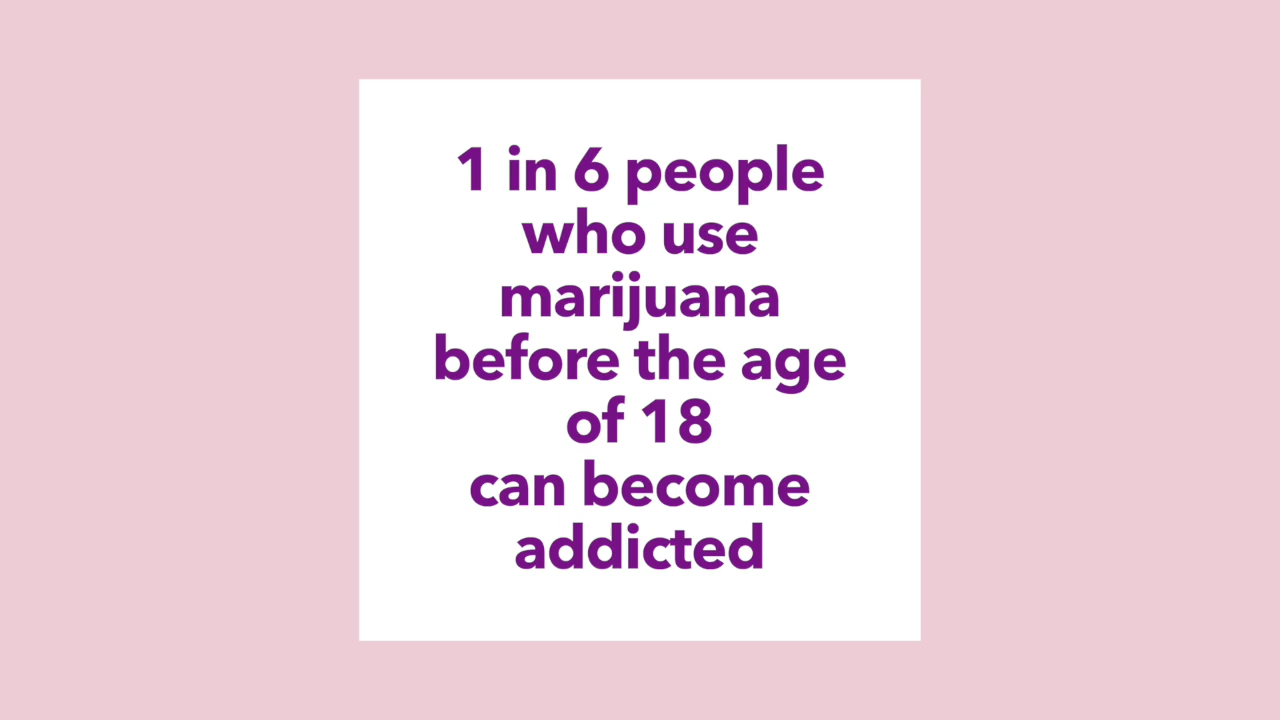 1 in 6 people
who use
marijuana
before the age
of 18
can become
addicted